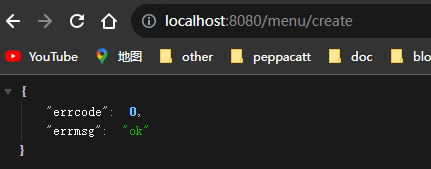 localhost:8080/menu/create
YouTube 地图 other peppacatt doc blo
{
"errcode": 0,
"errmsg": "ok"
}